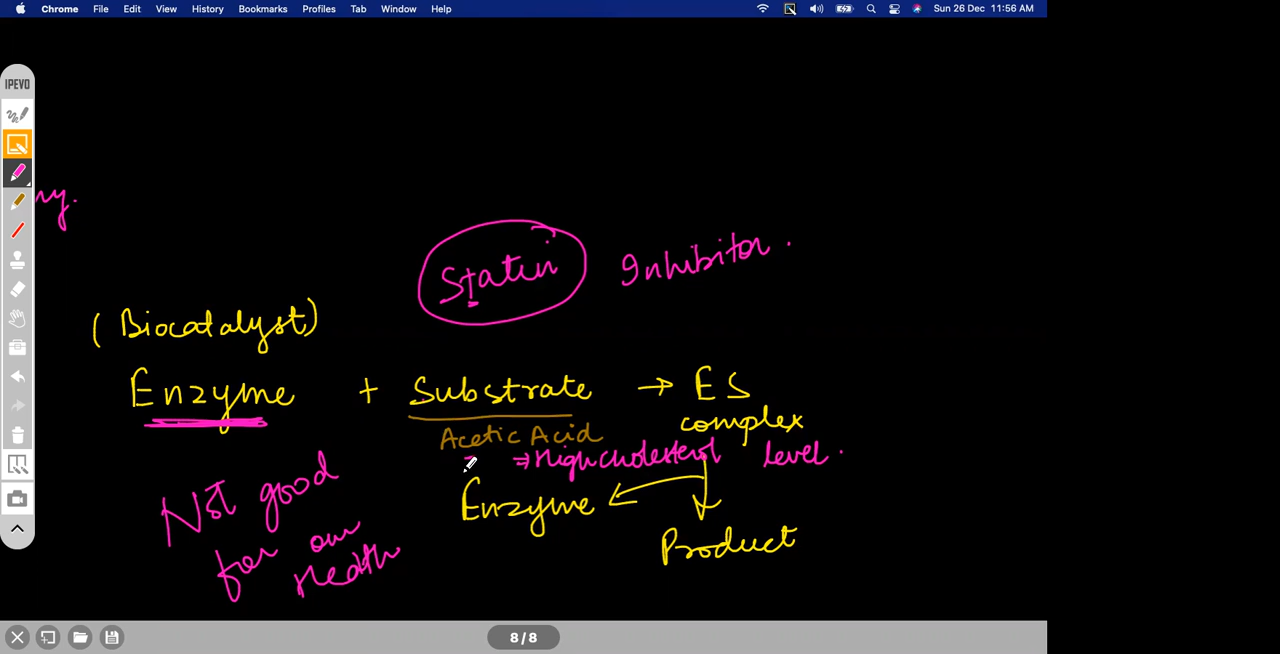 Chrome File Edit View History Bookmarks Profiles Tab Window Help Sun 26 Dec 11:56 AM
IPEVO
ny.
Statin Inhibitor.
(Biocatalyst)
Enzyme + Substrate → ES
complex
Acetic Acid
⇒ High cholesterol level.
Enzyme
Product
Not good
for our
Health
8/8